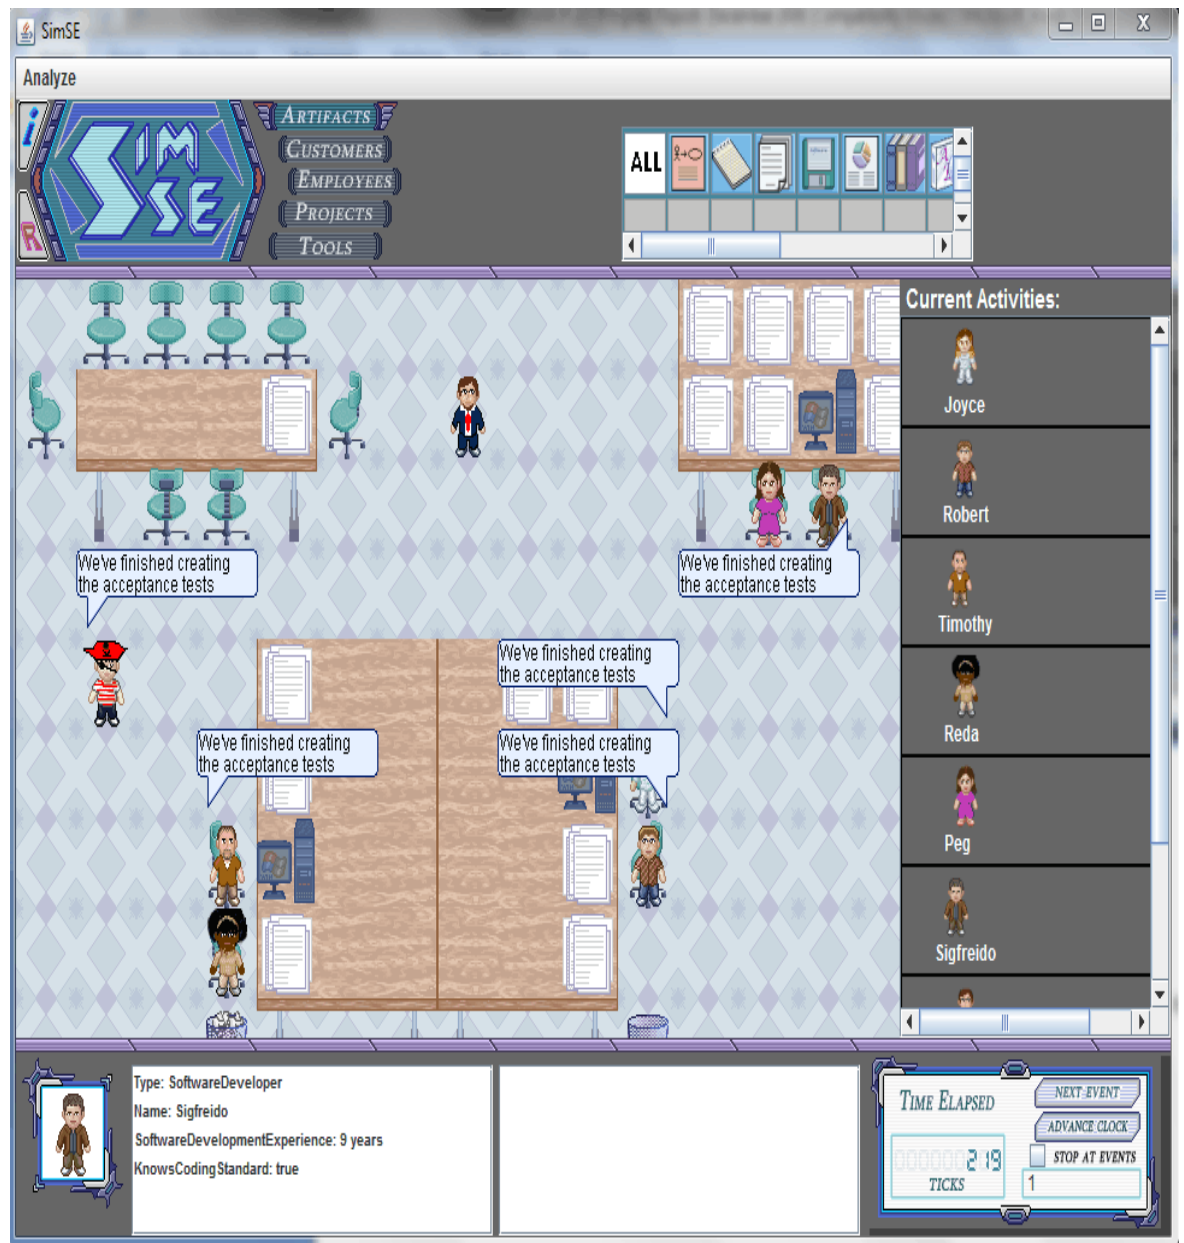 SimSE
Analyze
i
R
SIMSE
ARTIFACTS
CUSTOMERS
EMPLOYEES
PROJECTS
TOOLS
ALL
Current Activities:
Joyce
Robert
Timothy
Reda
Peg
Sigfreido
We've finished creating
the acceptance tests
We've finished creating
the acceptance tests
We've finished creating
the acceptance tests
We've finished creating
the acceptance tests
We've finished creating
the acceptance tests
Type: SoftwareDeveloper
Name: Sigfreido
SoftwareDevelopmentExperience: 9 years
KnowsCodingStandard: true
TIME ELAPSED
219
TICKS
NEXT EVENT
ADVANCE CLOCK
STOP AT EVENTS
1